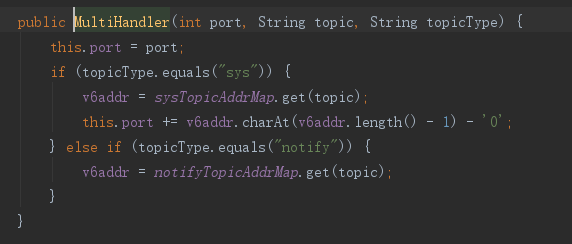 public MultiHandler(int port, String topic, String topicType) {
    this.port = port;
    if (topicType.equals("sys")) {
        v6addr = sysTopicAddrMap.get(topic);
        this.port += v6addr.charAt(v6addr.length() - 1) - '0';
    } else if (topicType.equals("notify")) {
        v6addr = notifyTopicAddrMap.get(topic);
    }
}